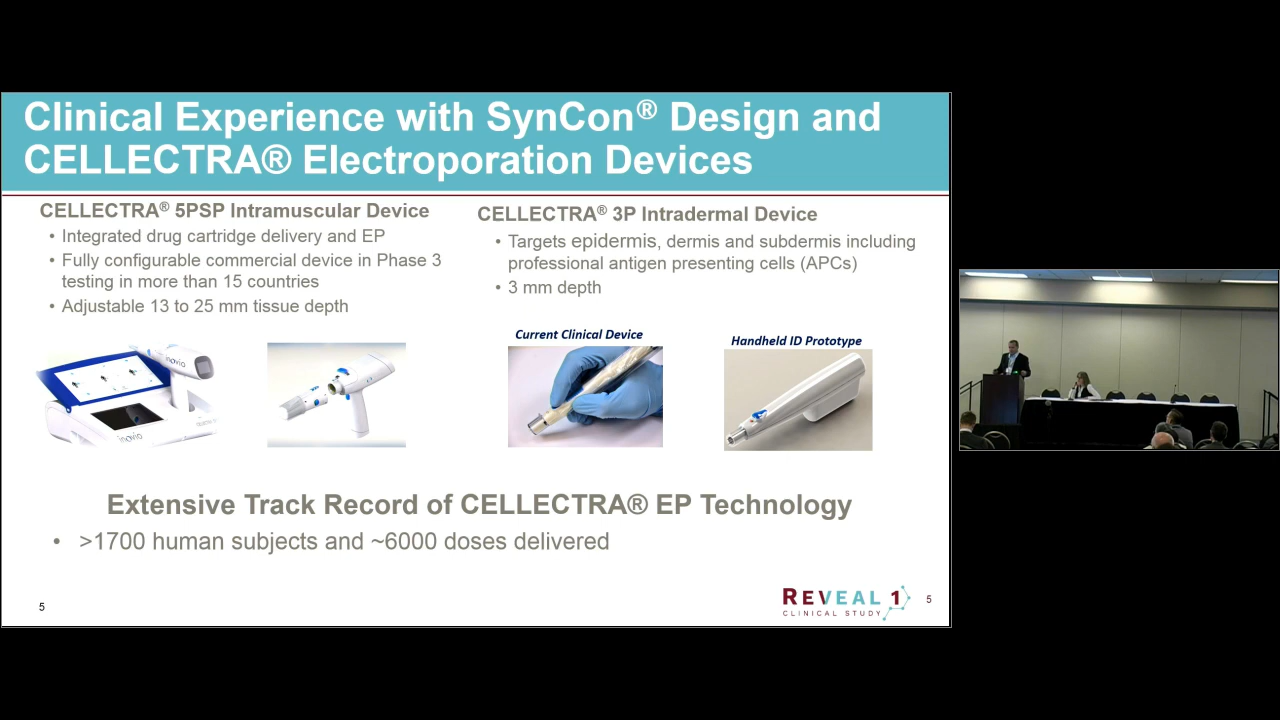 Clinical Experience with SynCon® Design and
CELLECTRA® Electroporation Devices
CELLECTRA® 5PSP Intramuscular Device
• Integrated drug cartridge delivery and EP
• Fully configurable commercial device in Phase 3
testing in more than 15 countries
• Adjustable 13 to 25 mm tissue depth
CELLECTRA® 3P Intradermal Device
• Targets epidermis, dermis and subdermis including
professional antigen presenting cells (APCs)
• 3 mm depth
Current Clinical Device
Handheld ID Prototype
inovio
inovio
Extensive Track Record of CELLECTRA® EP Technology
• >1700 human subjects and ~6000 doses delivered
5
REVEAL 1
CLINICAL STUDY
5